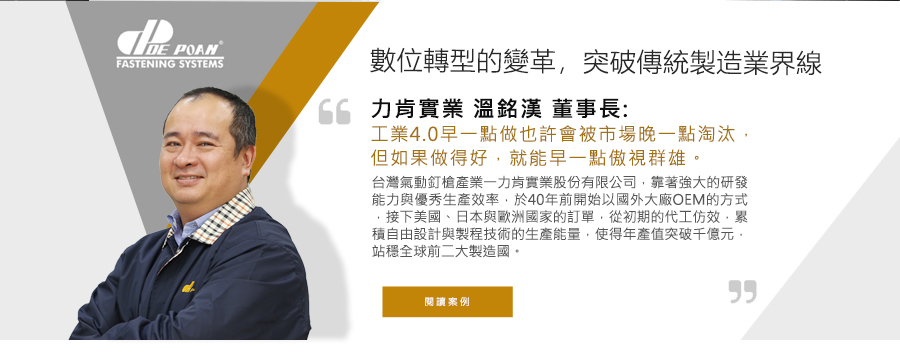 DE POAN®
FASTENING SYSTEMS
數位轉型的變革，突破傳統製造業界線
力肯實業 溫銘漢 董事長:
工業4.0早一點做也許會被市場晚一點淘汰，
但如果做得好，就能早一點傲視群雄。
台灣氣動釘槍產業一力肯實業股份有限公司，靠著強大的研發
能力與優秀生產效率，於40年前開始以國外大廠OEM的方式
，接下美國、日本與歐洲國家的訂單，從初期的代工仿效，累
積自由設計與製程技術的生產能量，使得年產值突破千億元，
站穩全球前二大製造國。
閱讀案例